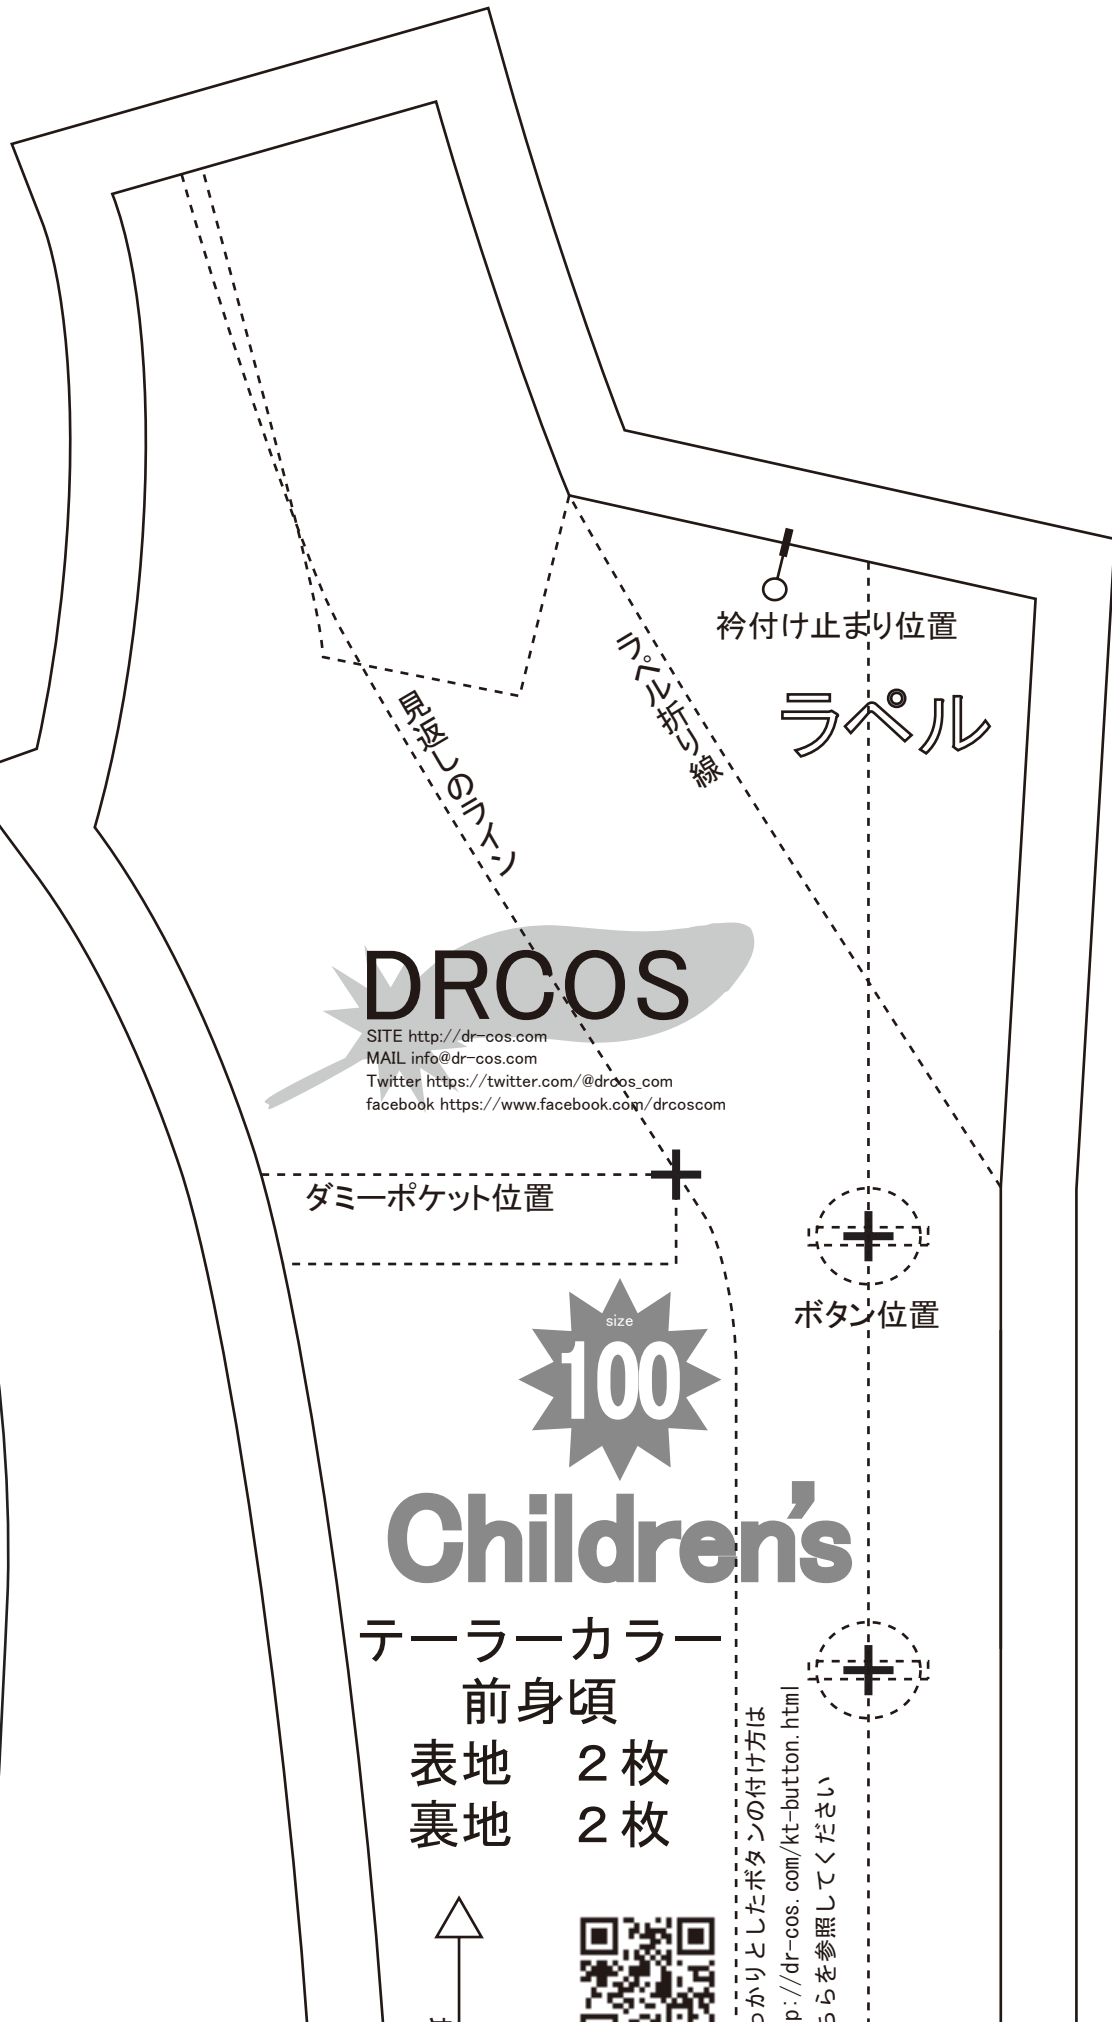 衿付け止まり位置
ラペル
ラペル折り線
見返しのライン
DRCOS
SITE http://dr-cos.com
MAIL info@dr-cos.com
Twitter https://twitter.com/@drcos_com
facebook https://www.facebook.com/drcoscom
ダミーポケット位置
ボタン位置
size
100
Children's
テーラーカラー
前身頃
表地 2枚
裏地 2枚
っかりとしたボタンの付け方は
p://dr-cos.com/kt-button.html
ちらを参照してください